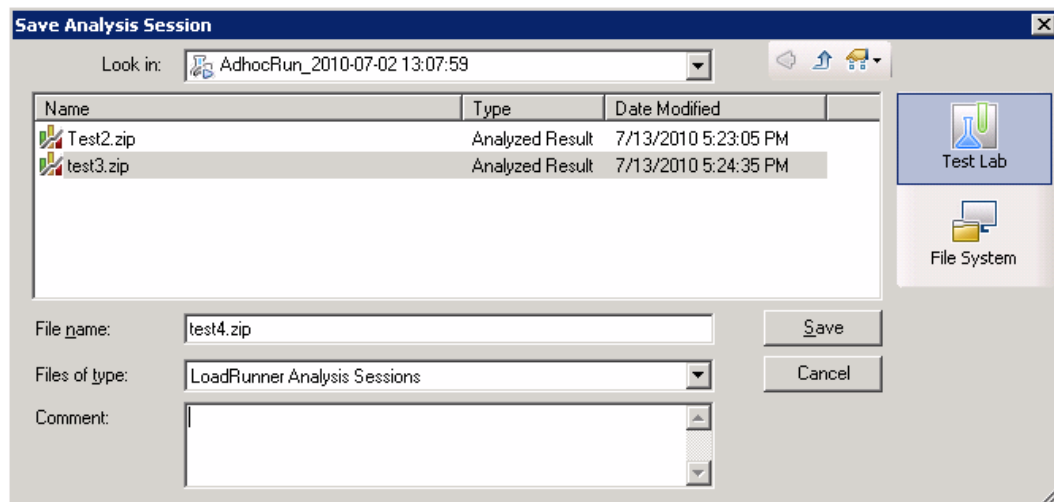 Save Analysis Session
Look in: AdhocRun_2010-07-02 13:07:59
Name Type Date Modified
Test2.zip Analyzed Result 7/13/2010 5:23:05 PM
test3.zip Analyzed Result 7/13/2010 5:24:35 PM
Test Lab
File System
File name: test4.zip Save
Files of type: LoadRunner Analysis Sessions Cancel
Comment: